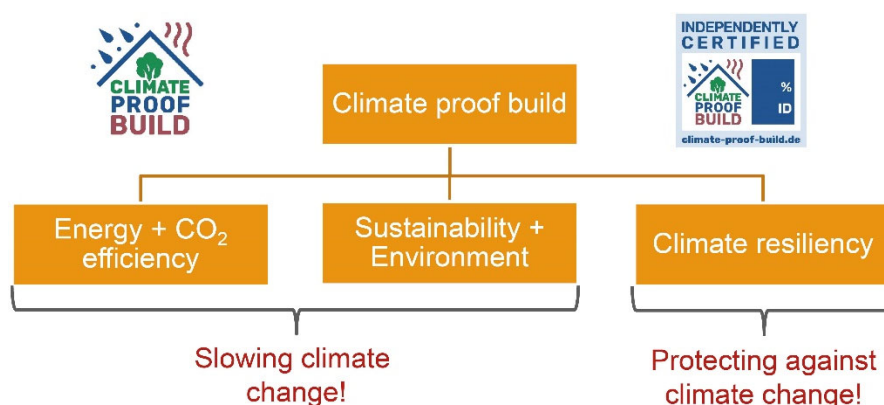 CLIMATE
PROOF
BUILD
INDEPENDENTLY
CERTIFIED
CLIMATE
PROOF
BUILD
%
ID
climate-proof-build.de
Climate proof build
Energy + CO₂
efficiency
Sustainability +
Environment
Climate resiliency
Slowing climate
change!
Protecting against
climate change!